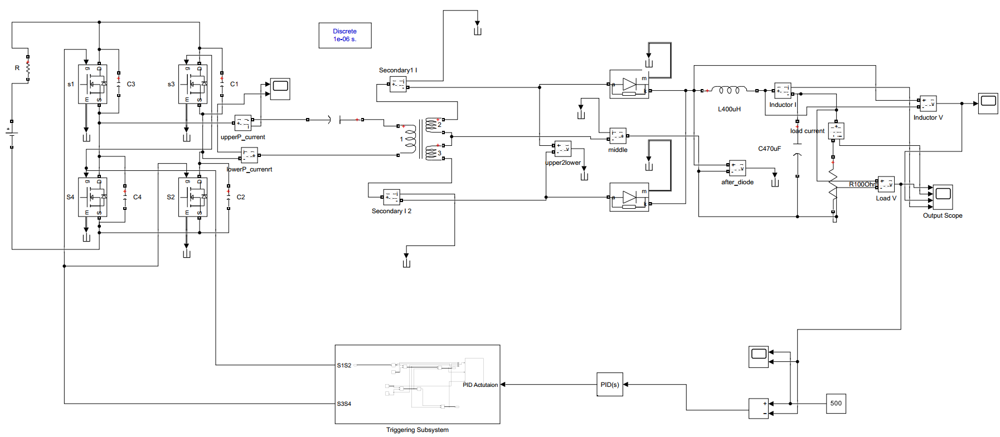 Discrete
1e-06 s.
R
s1
g
D
m
S
C3
s3
g
D
m
S
C1
upperP_current
lowerP_currenrt
S4
g
D
m
S
C4
S2
g
D
m
S
C2
Secondary1 I
1
2
3
Secondary I 2
upper2lower
middle
a
m
k
a
m
k
after_diode
L400uH
Inductor I
C470uF
load current
R100Ohm
Load V
Inductor V
Output Scope
S1S2
S3S4
PID Actutaion
Triggering Subsystem
PID(s)
500